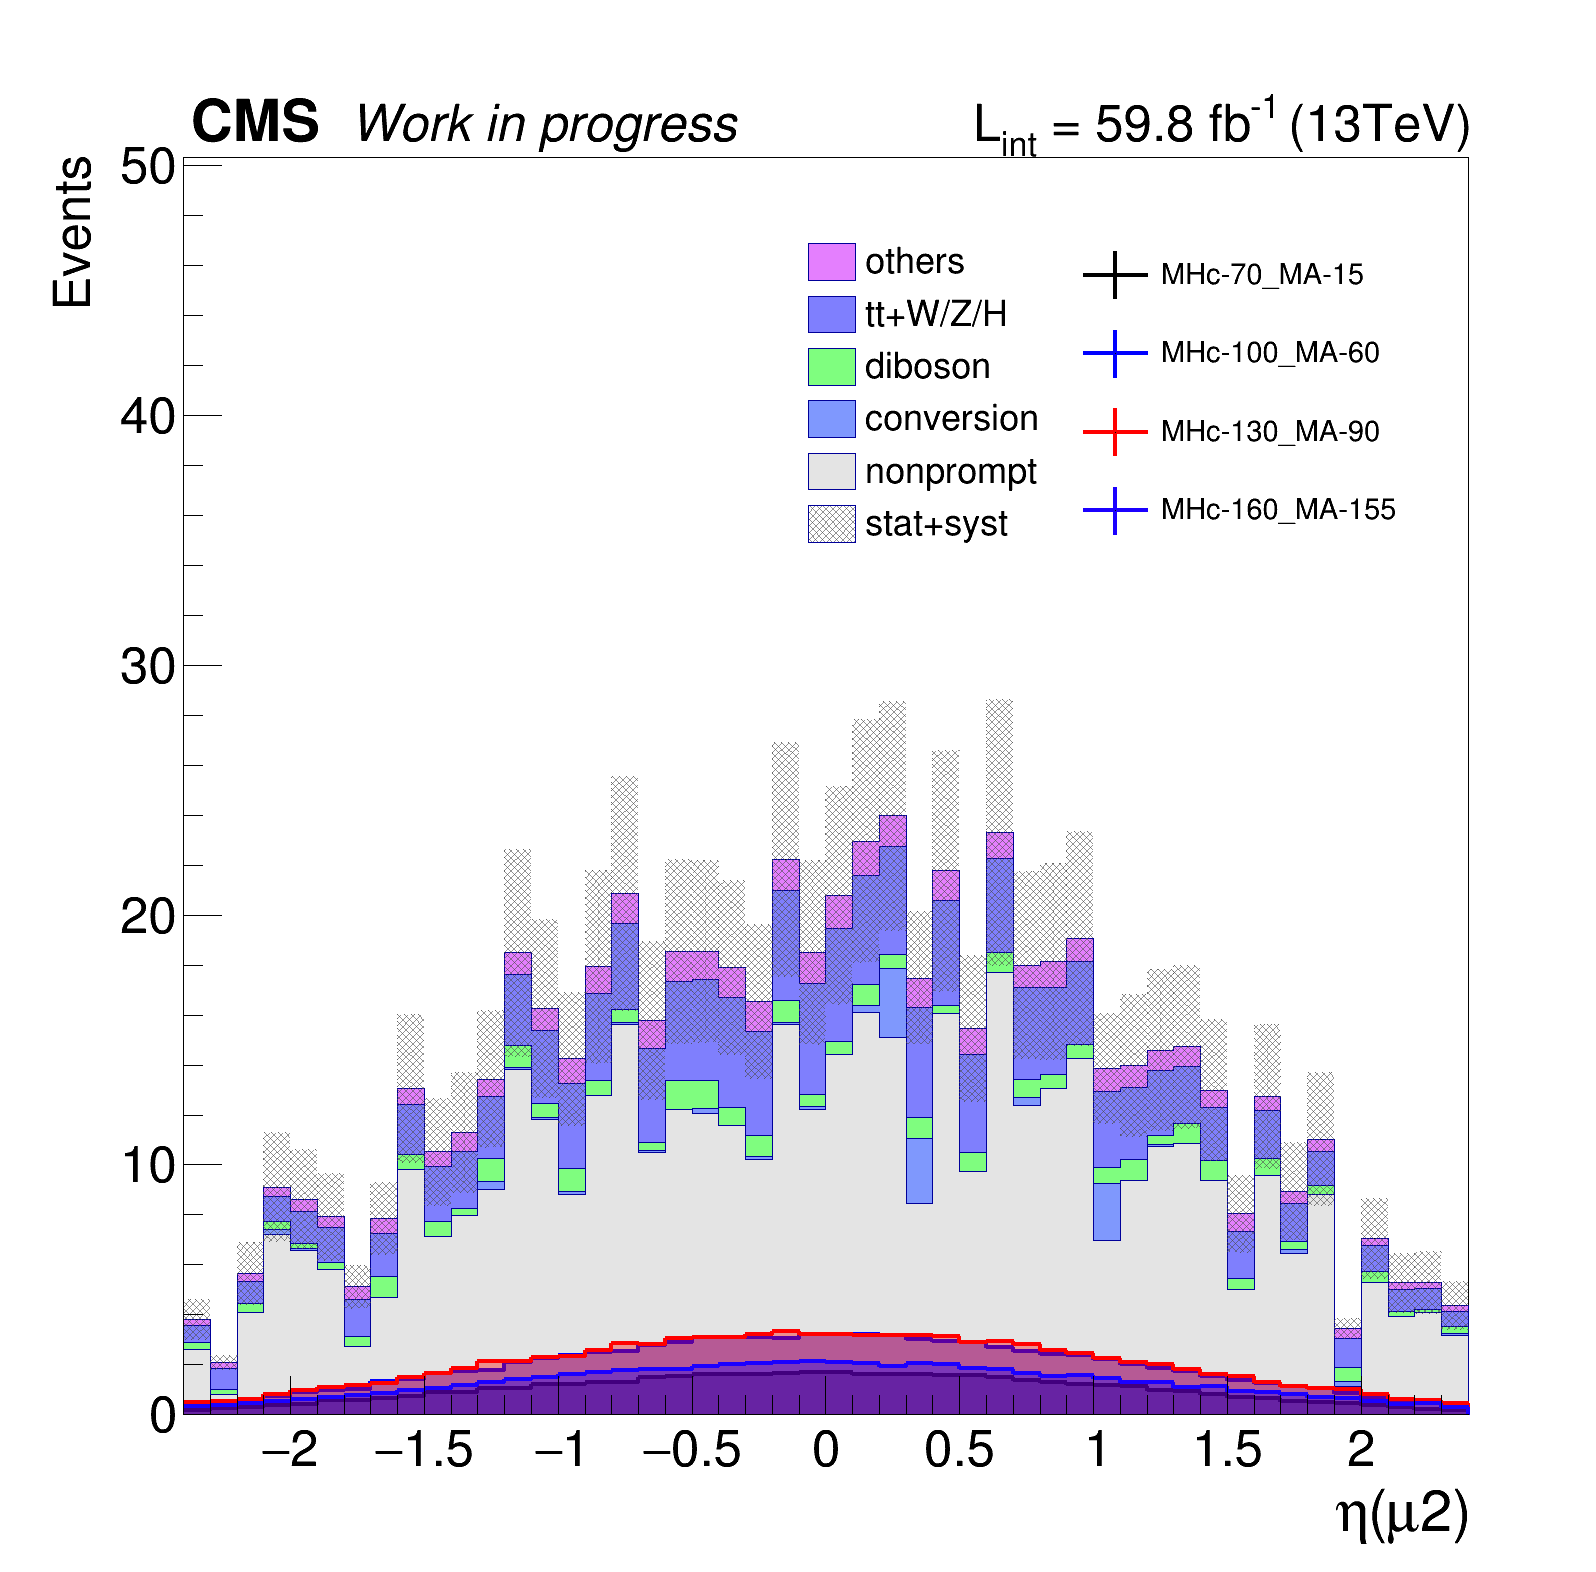 CMS Work in progress
L_int = 59.8 fb^-1 (13TeV)
Events
50
40
30
20
10
0
others
tt+W/Z/H
diboson
conversion
nonprompt
stat+syst
MHc-70_MA-15
MHc-100_MA-60
MHc-130_MA-90
MHc-160_MA-155
−2 −1.5 −1 −0.5 0 0.5 1 1.5 2
η(μ2)